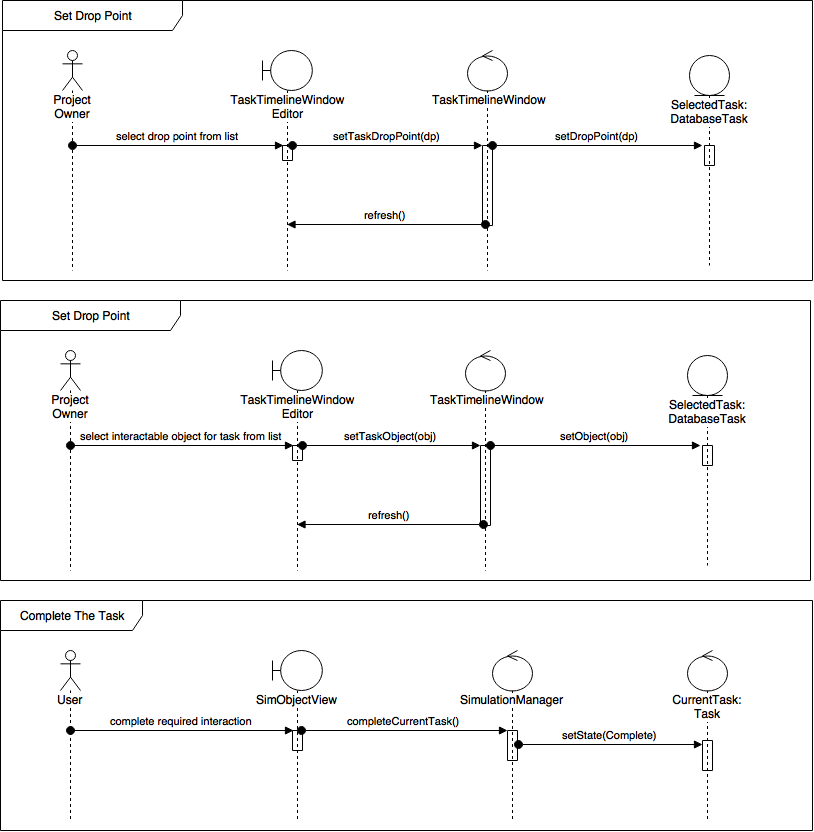 Set Drop Point
Project
Owner
TaskTimelineWindow
Editor
TaskTimelineWindow
SelectedTask:
DatabaseTask
select drop point from list
setTaskDropPoint(dp)
setDropPoint(dp)
refresh()
Set Drop Point
Project
Owner
TaskTimelineWindow
Editor
TaskTimelineWindow
SelectedTask:
DatabaseTask
select interactable object for task from list
setTaskObject(obj)
setObject(obj)
refresh()
Complete The Task
User
SimObjectView
SimulationManager
CurrentTask:
Task
complete required interaction
completeCurrentTask()
setState(Complete)